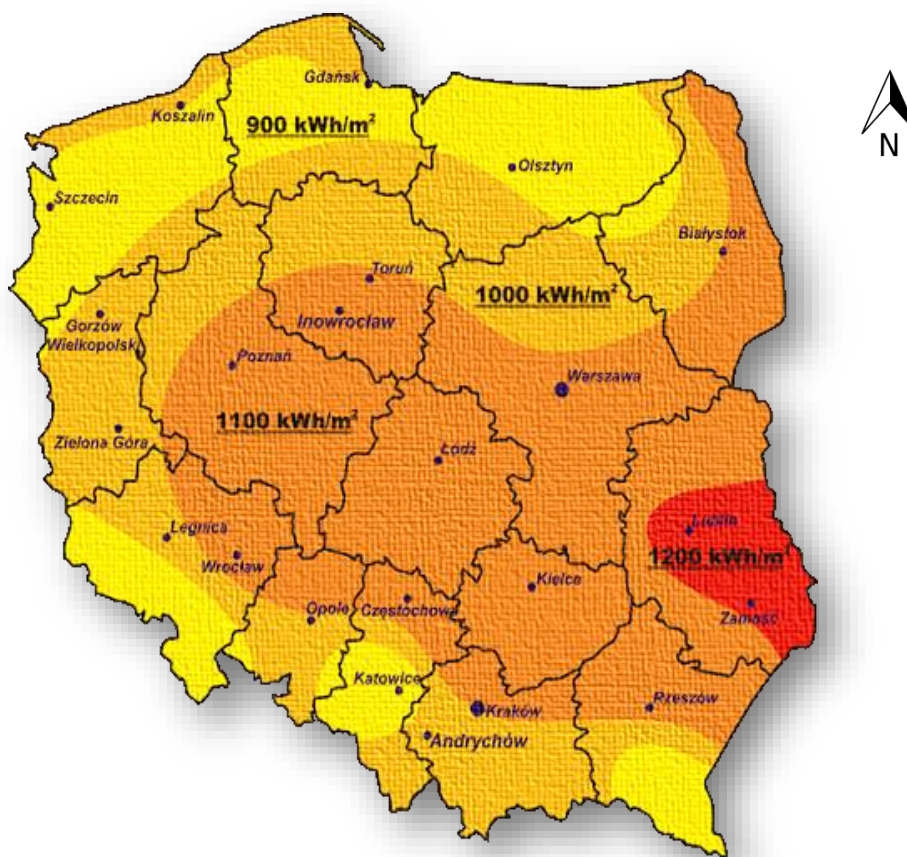 Gdańsk
Koszalin
900 kWh/m²
N
Olsztyn
Szczecin
Białystok
Toruń
1000 kWh/m²
Inowrocław
Gorzów
Wielkopolski
Poznań
Warszawa
1100 kWh/m²
Zielona Góra
Łódź
Legnica
Lublin
Wrocław
1200 kWh/m²
Kielce
Opole
Częstochowa
Zamość
Katowice
Rzeszów
Kraków
Andrychów